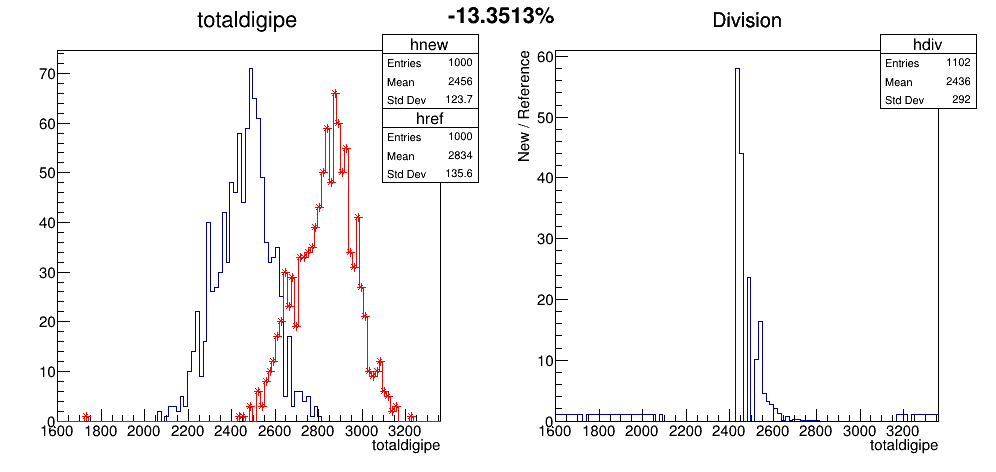 totaldigipe
-13.3513%
Division
hnew
Entries 1000
Mean 2456
Std Dev 123.7
href
Entries 1000
Mean 2834
Std Dev 135.6
70
60
50
40
30
20
10
0
1600 1800 2000 2200 2400 2600 2800 3000 3200
totaldigipe
hdiv
Entries 1102
Mean 2436
Std Dev 292
New / Reference
60
50
40
30
20
10
0
1600 1800 2000 2200 2400 2600 2800 3000 3200
totaldigipe